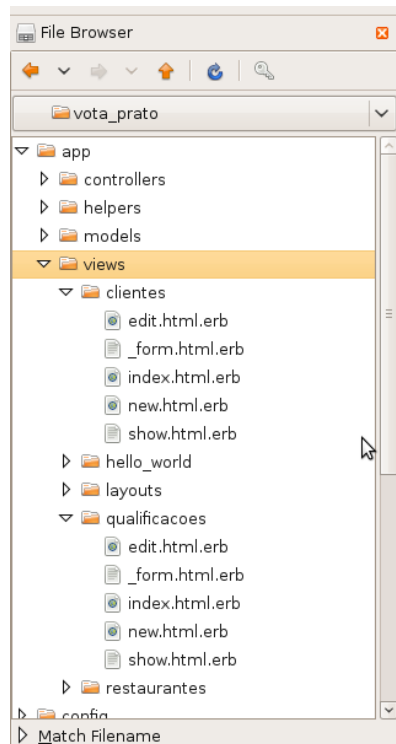 File Browser
vota_prato
app
controllers
helpers
models
views
clientes
edit.html.erb
_form.html.erb
index.html.erb
new.html.erb
show.html.erb
hello_world
layouts
qualificacoes
edit.html.erb
_form.html.erb
index.html.erb
new.html.erb
show.html.erb
restaurantes
config
Match Filename